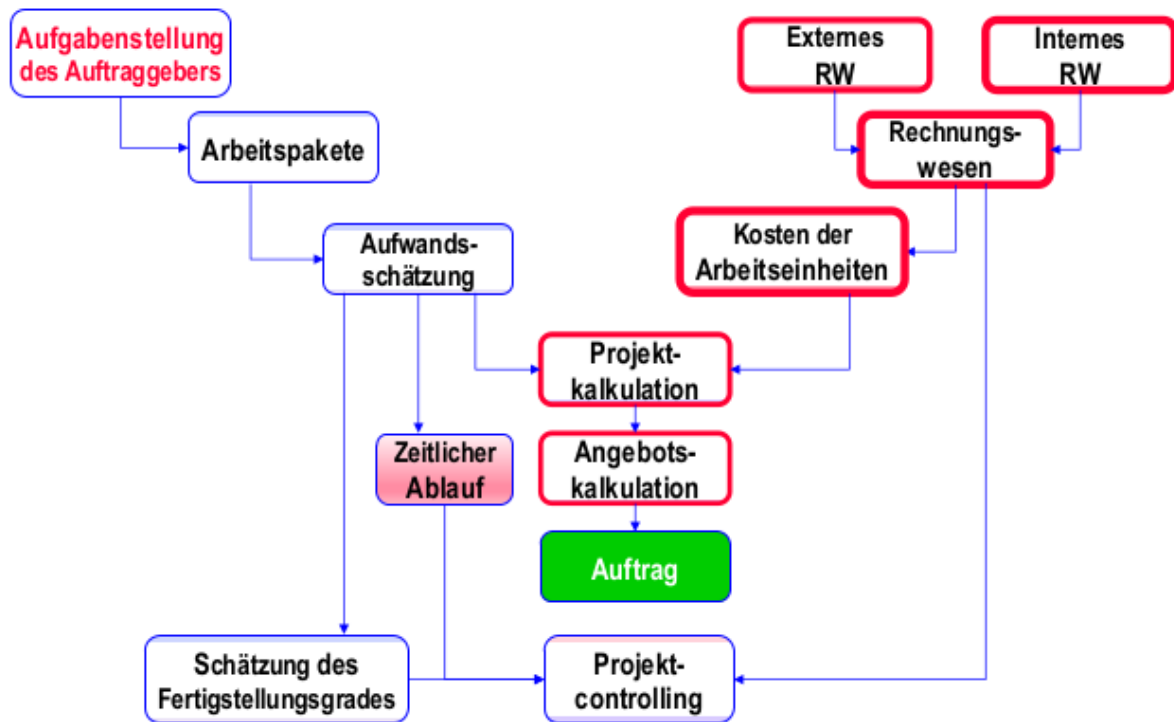 Aufgabenstellung
des Auftraggebers
Externes
RW
Internes
RW
Arbeitspakete
Rechnungs-
wesen
Aufwands-
schätzung
Kosten der
Arbeitseinheiten
Projekt-
kalkulation
Zeitlicher
Ablauf
Angebots-
kalkulation
Auftrag
Schätzung des
Fertigstellungsgrades
Projekt-
controlling